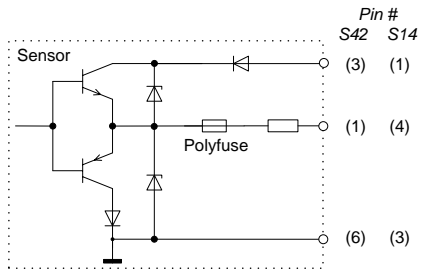 Pin #
S42 S14
Sensor
(3) (1)
(1) (4)
Polyfuse
(6) (3)